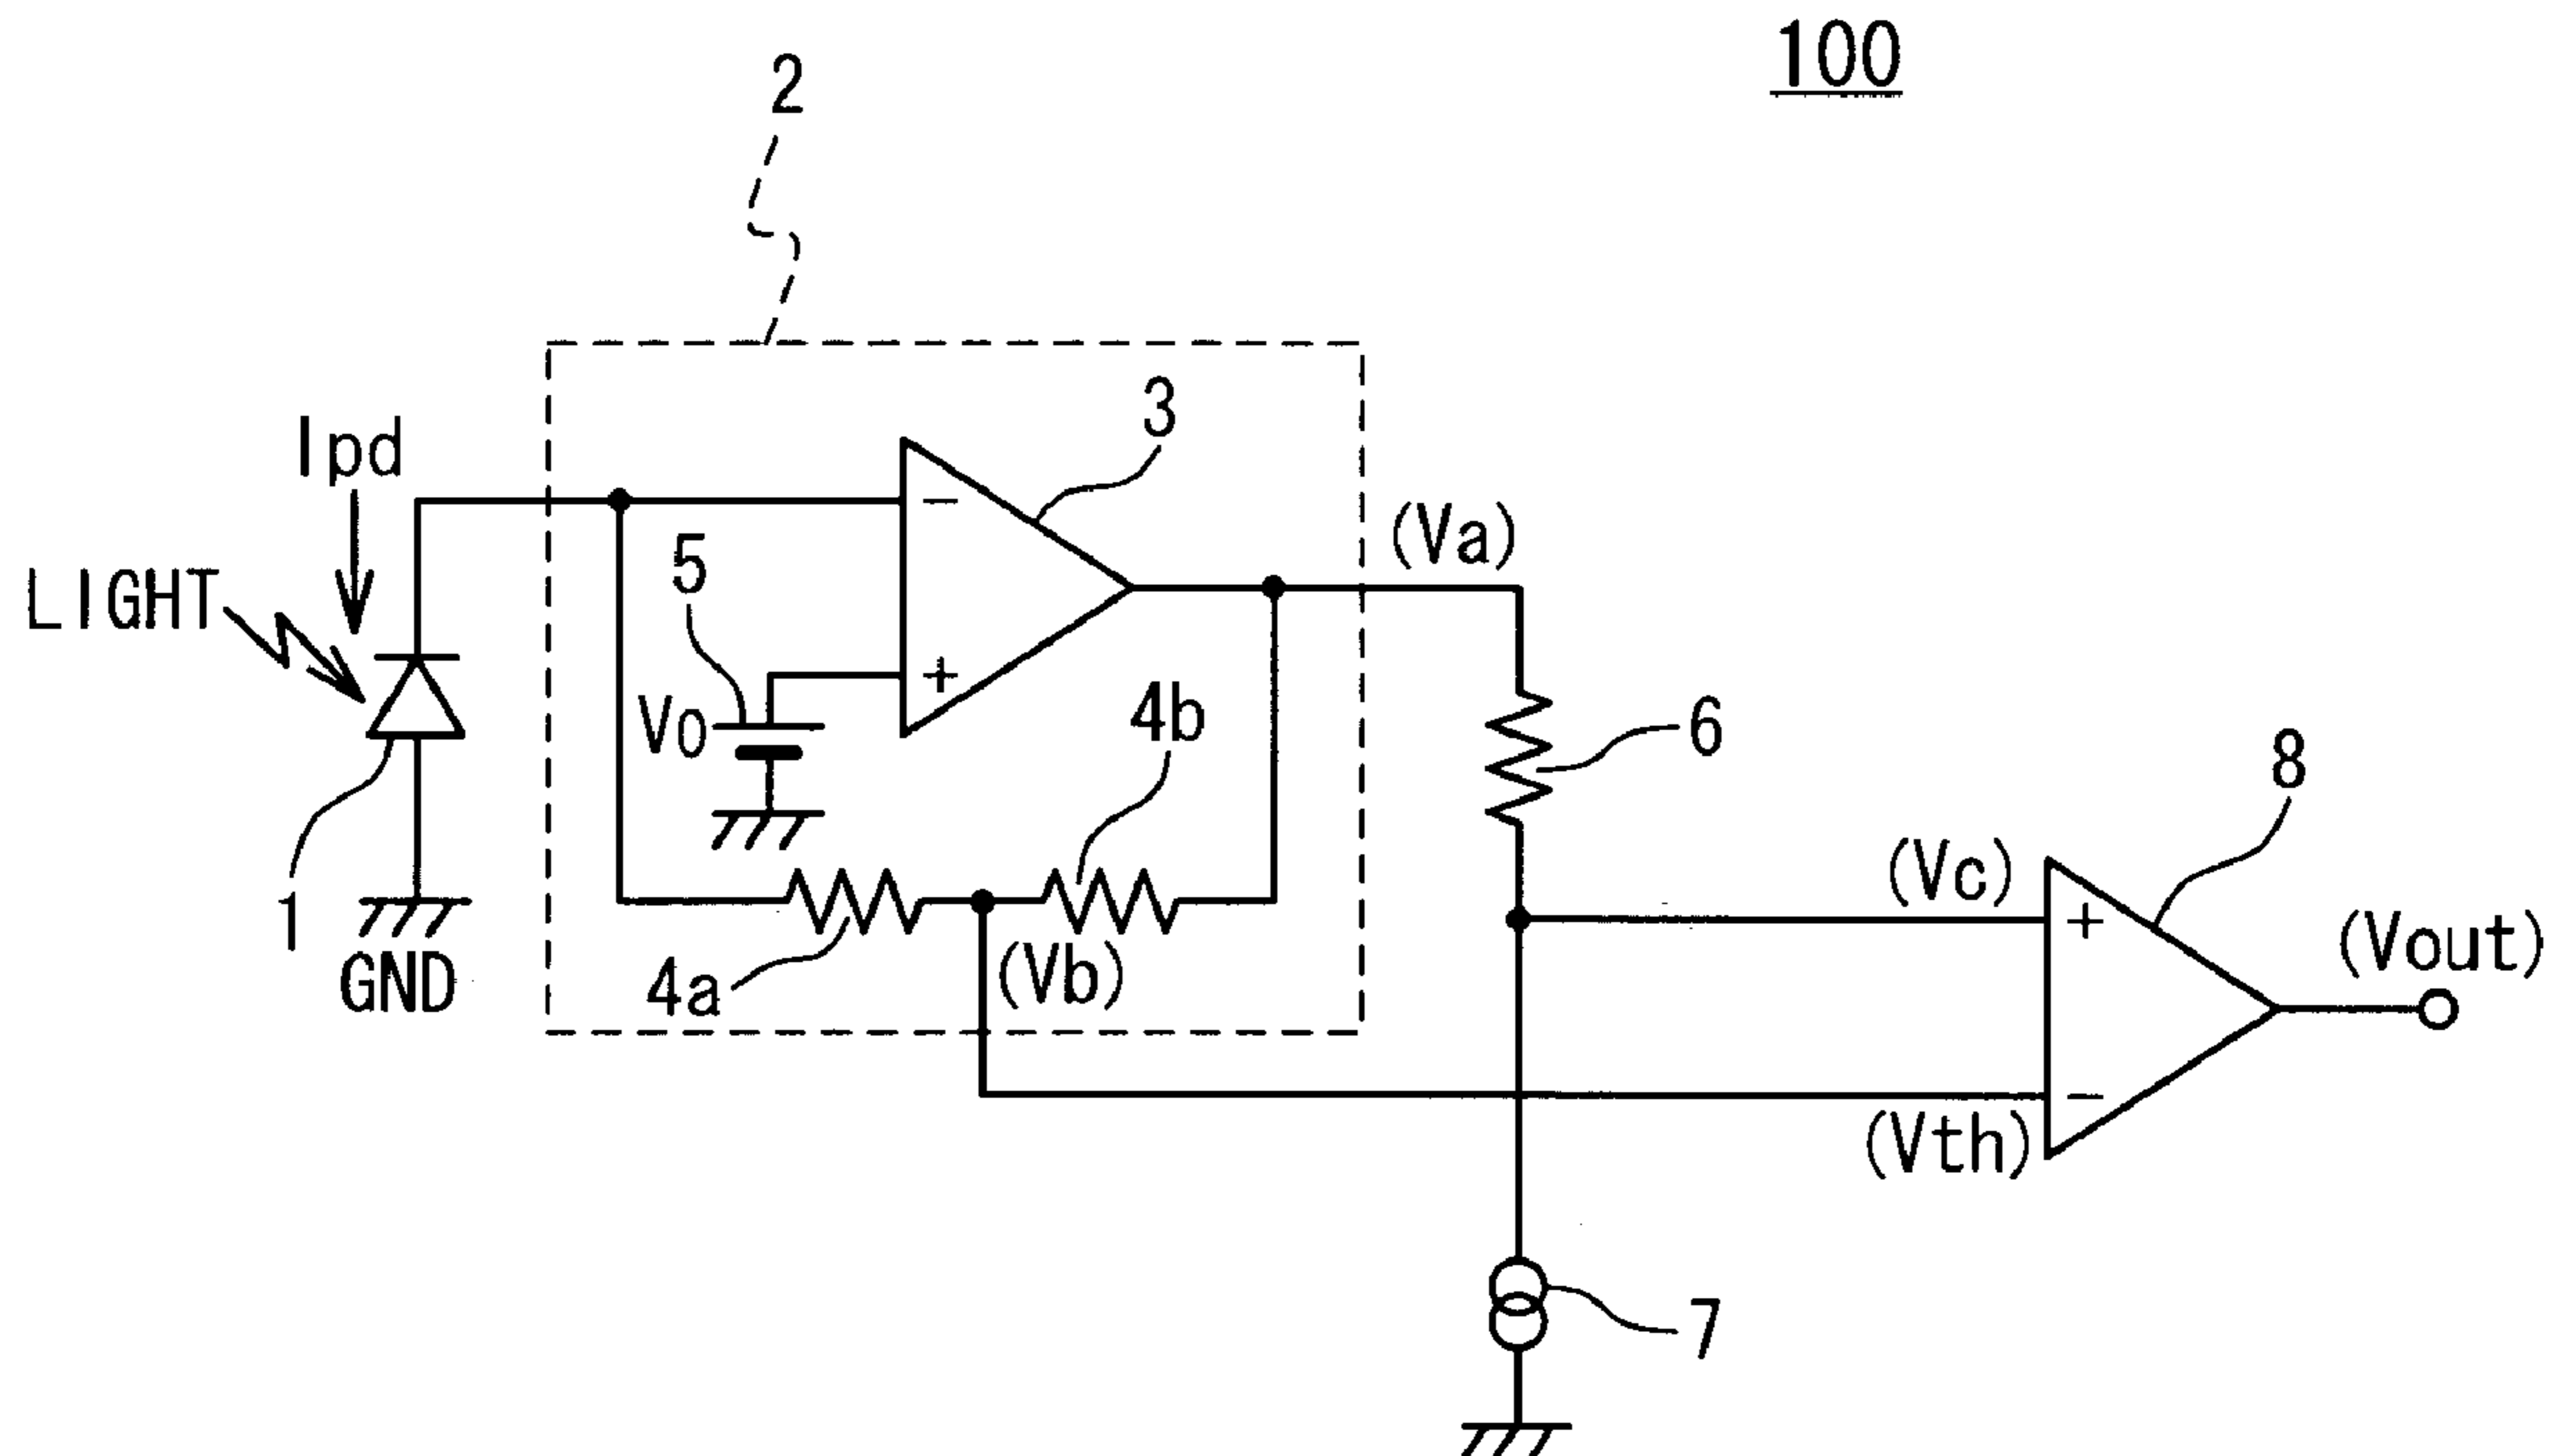 100
2
3
Ipd
(Va)
5
LIGHT
4b
V0
6
8
(Vc)
1
(Vout)
4a
(Vb)
GND
(Vth)
7